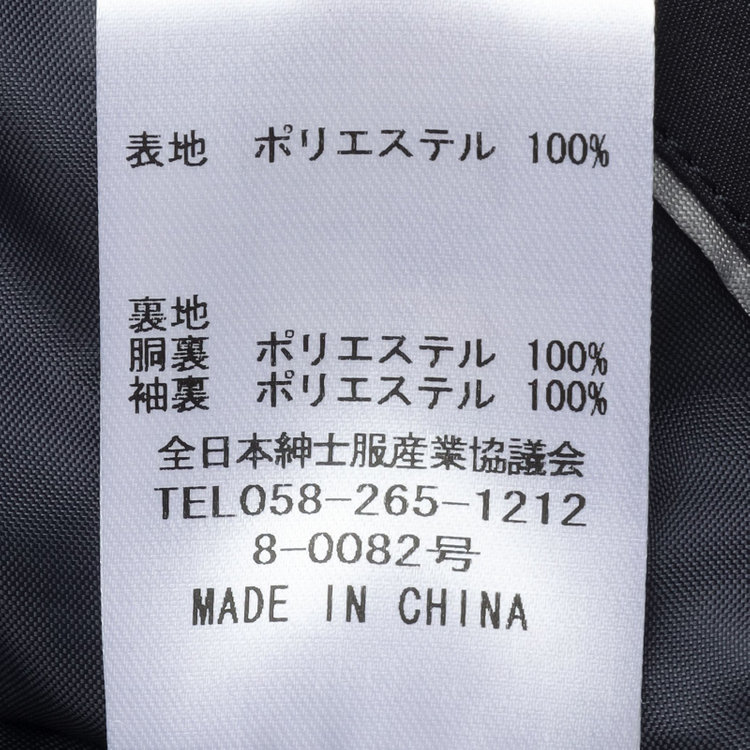 表地 ポリエステル 100%
裏地
胴裏 ポリエステル 100%
袖裏 ポリエステル 100%
全日本紳士服産業協議会
TEL058-265-1212
8-0082号
MADE IN CHINA